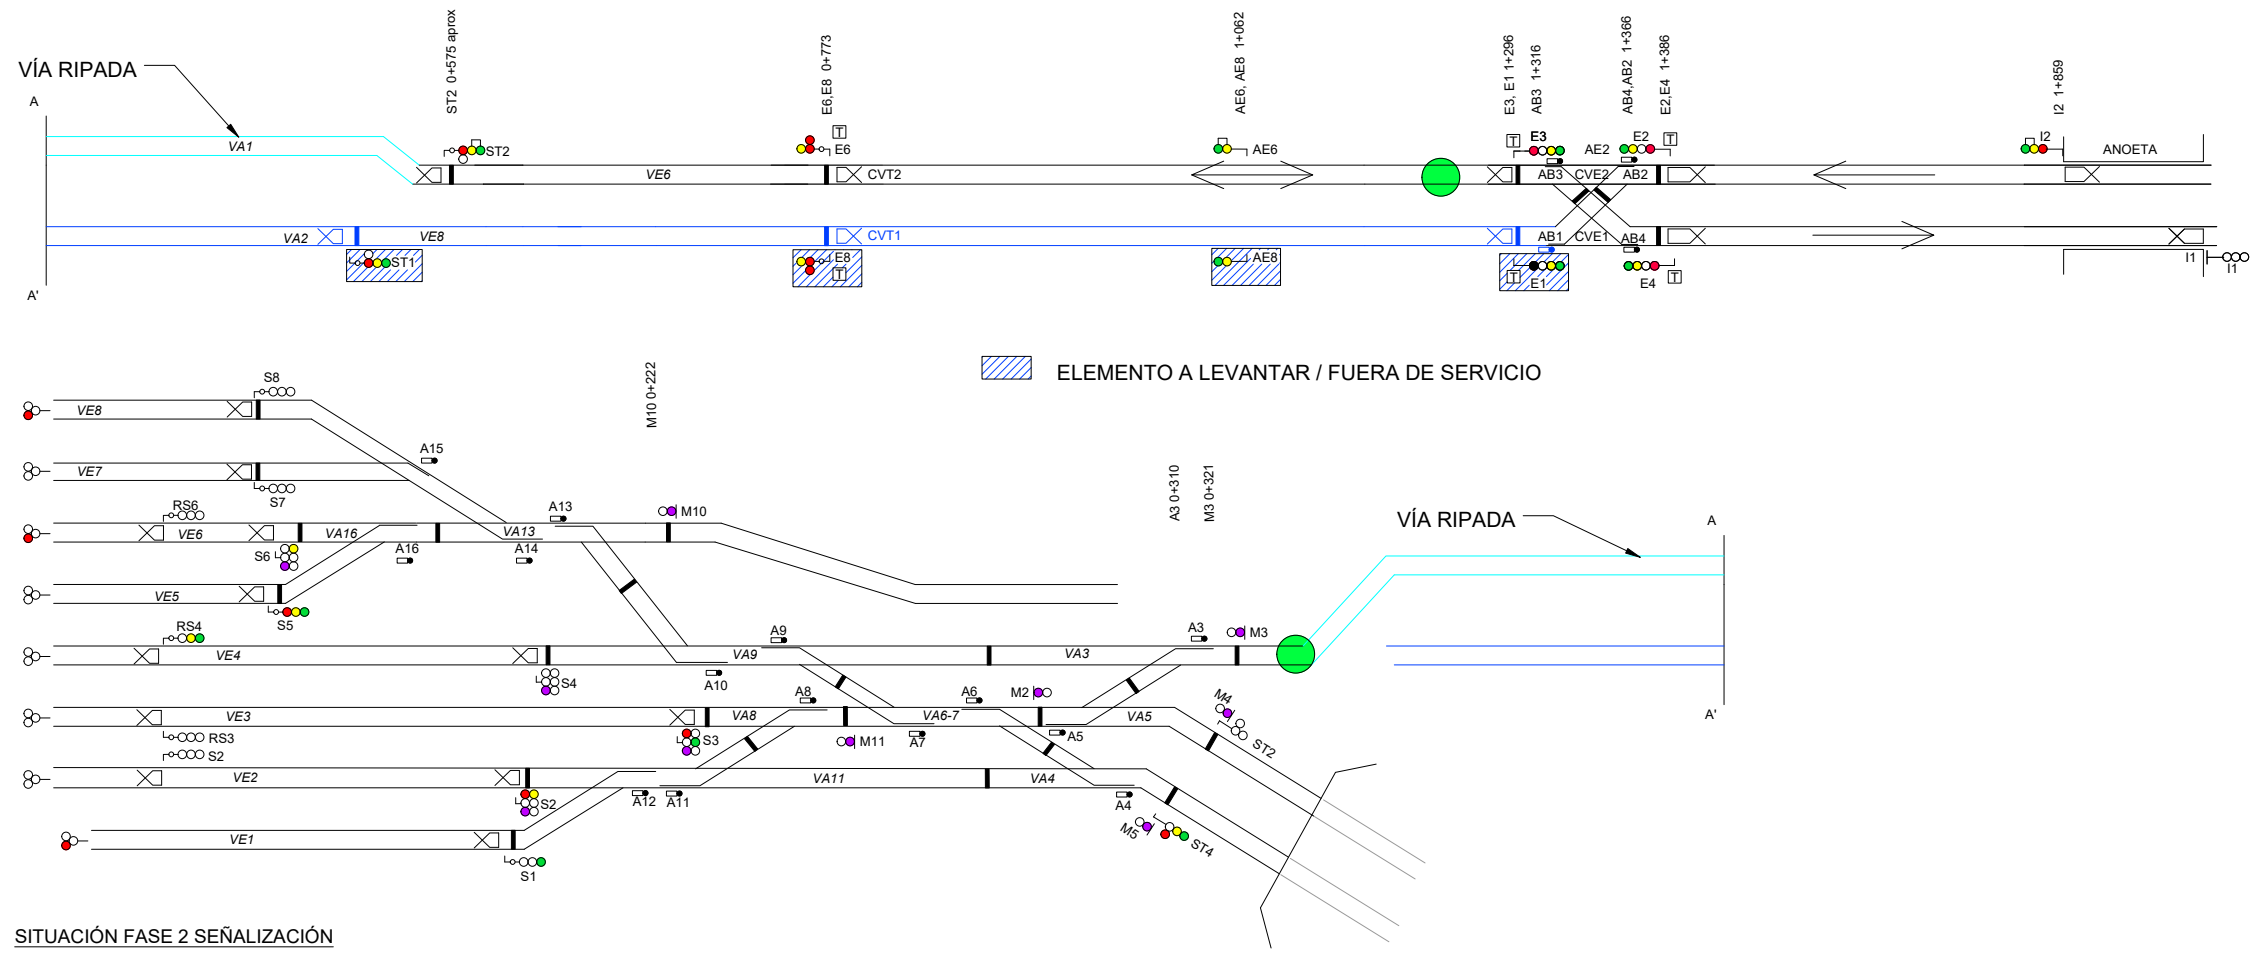 ST2 0+575 aprox
E6,E8 0+773
AE6, AE8 1+062
E3, E1 1+296
AB3 1+316
AB4,AB2 1+366
E2,E4 1+386
I2 1+859
VÍA RIPADA
A
VA1
ST2
T
E6
AE6
T
E3
AE2
E2
T
I2
ANOETA
VE6
CVT2
AB3
CVE2
AB2
VA2
VE8
CVT1
AB1
CVE1
AB4
ST1
E8
T
AE8
T
E1
E4
T
I1
I1
A'
ELEMENTO A LEVANTAR / FUERA DE SERVICIO
M10 0+222
S8
VE8
A15
VE7
S7
A3 0+310
M3 0+321
RS6
A13
M10
VÍA RIPADA
A
VE6
VA16
VA13
S6
A16
A14
VE5
S5
RS4
A9
A3
M3
VE4
VA9
VA3
S4
A10
A8
M2
A6
M4
VE3
VA8
VA6-7
VA5
A'
RS3
S3
M11
A7
A5
ST2
S2
VE2
VA11
VA4
S2
A12
A11
A4
M5
ST4
VE1
S1
SITUACIÓN FASE 2 SEÑALIZACIÓN